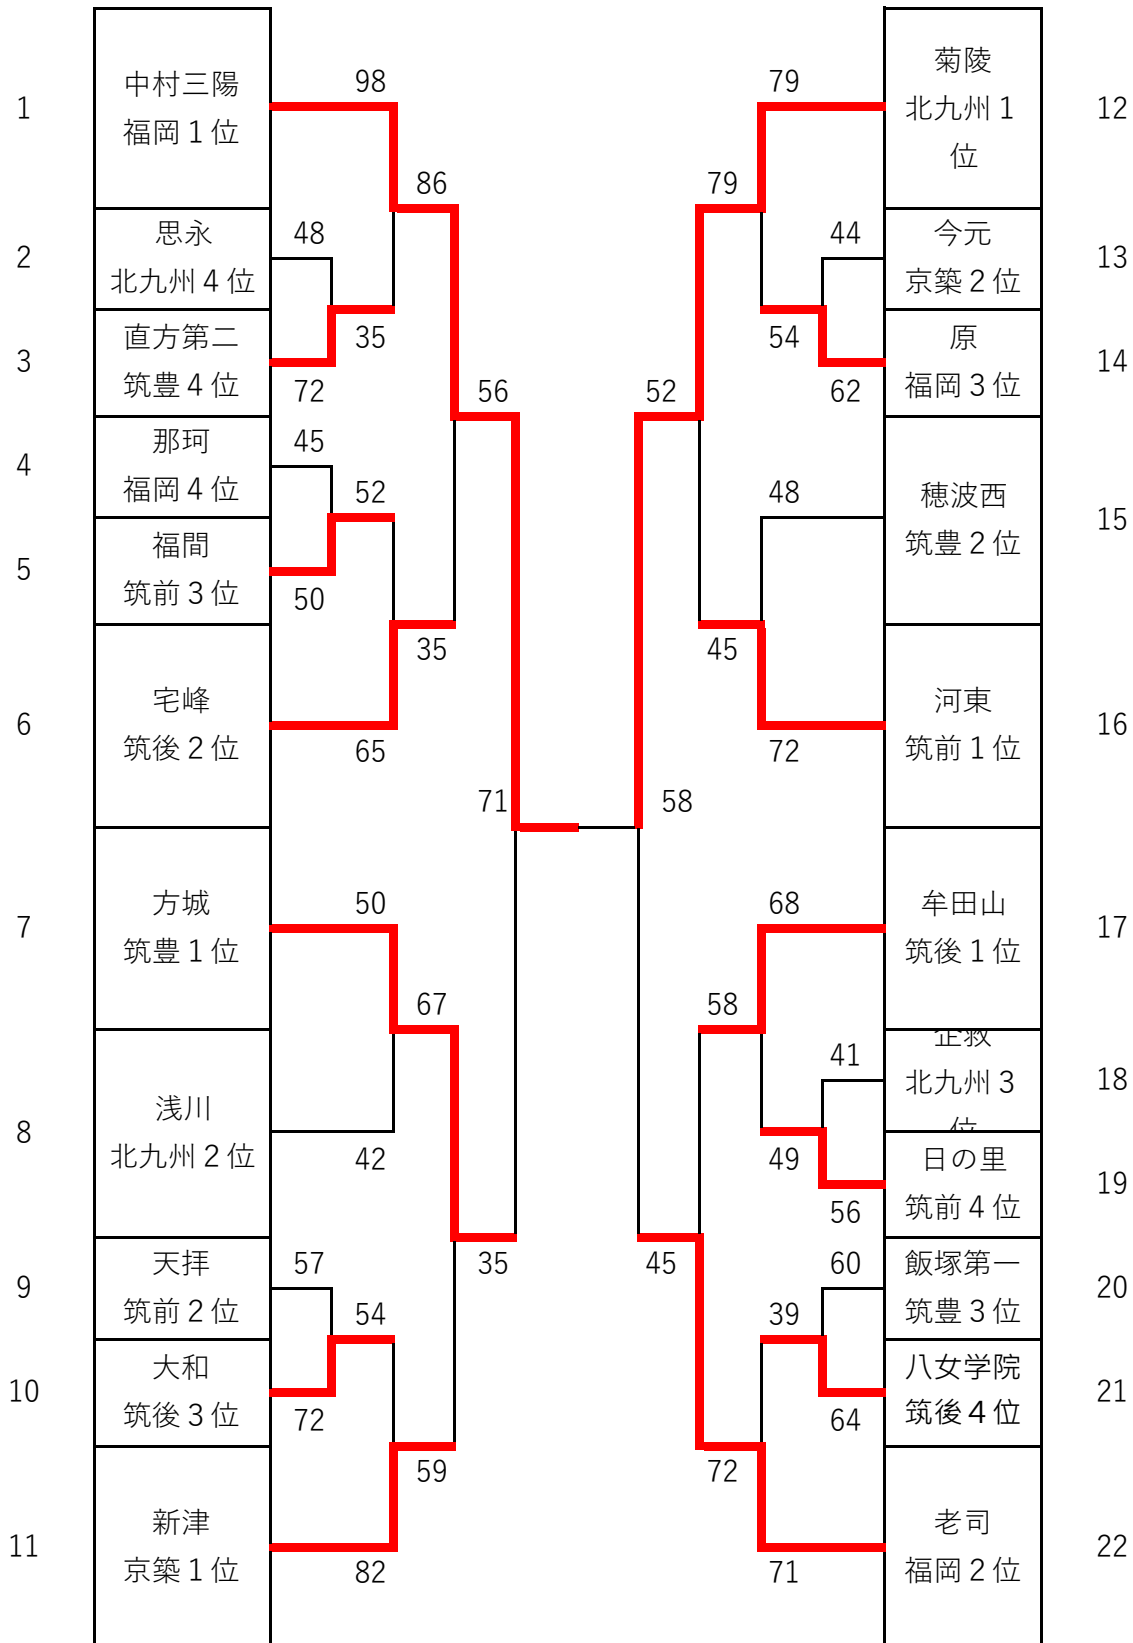 1
中村三陽
福岡１位
98
2
思永
北九州４位
48
86
3
直方第二
筑豊４位
72
35
4
那珂
福岡４位
45
56
5
福間
筑前３位
50
52
6
宅峰
筑後２位
65
35
71
7
方城
筑豊１位
50
8
浅川
北九州２位
42
67
9
天拝
筑前２位
57
35
10
大和
筑後３位
72
54
11
新津
京築１位
82
59
79
菊陵
北九州１
位
12
79
44
今元
京築２位
13
54
62
原
福岡３位
14
52
48
穂波西
筑豊２位
15
45
72
河東
筑前１位
16
58
68
牟田山
筑後１位
17
58
41
企救
北九州３
位
18
49
56
日の里
筑前４位
19
45
60
飯塚第一
筑豊３位
20
39
64
八女学院
筑後４位
21
72
71
老司
福岡２位
22